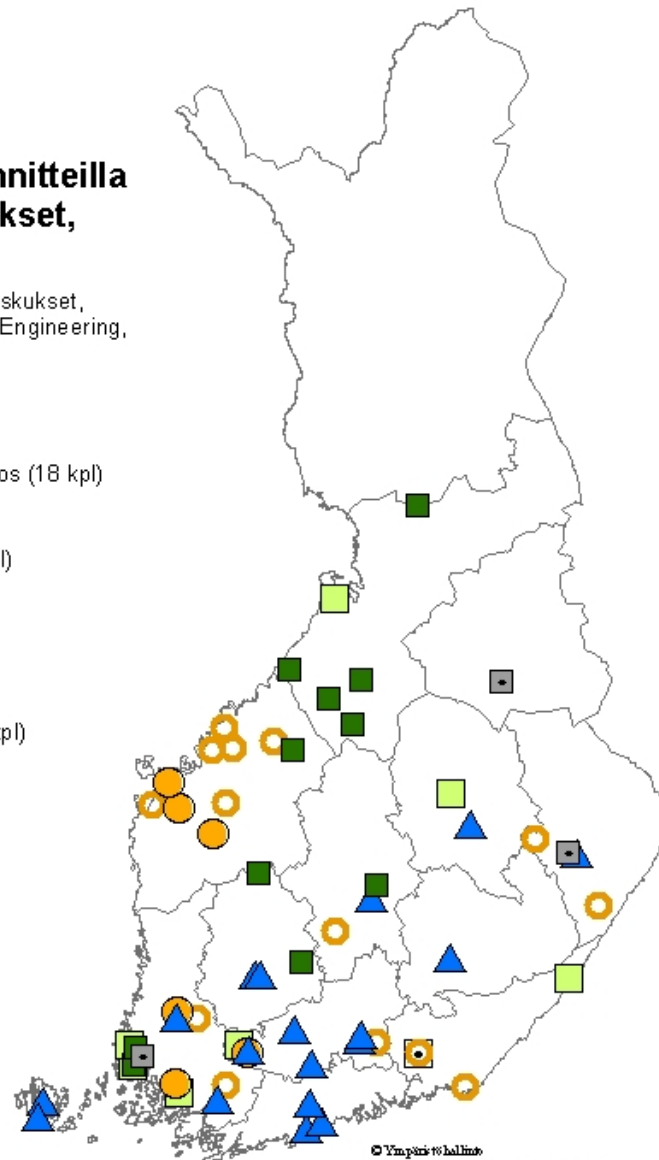 nnitteilla
kset,
skukset,
Engineering,
os (18 kpl)
l)
pl)
© Ympäristöhallinto